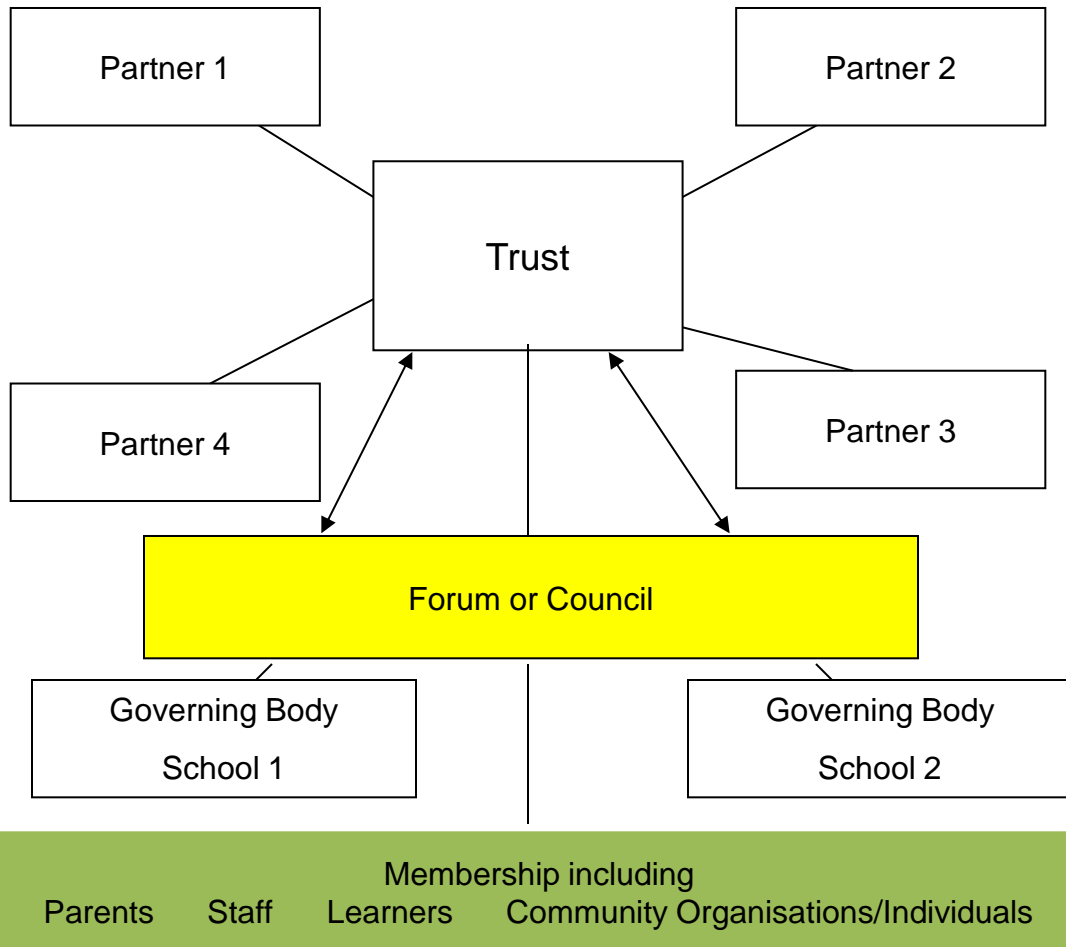 Partner 1
Partner 2
Trust
Partner 4
Partner 3
Forum or Council
Governing Body
School 1
Governing Body
School 2
Membership including
Parents Staff Learners Community Organisations/Individuals